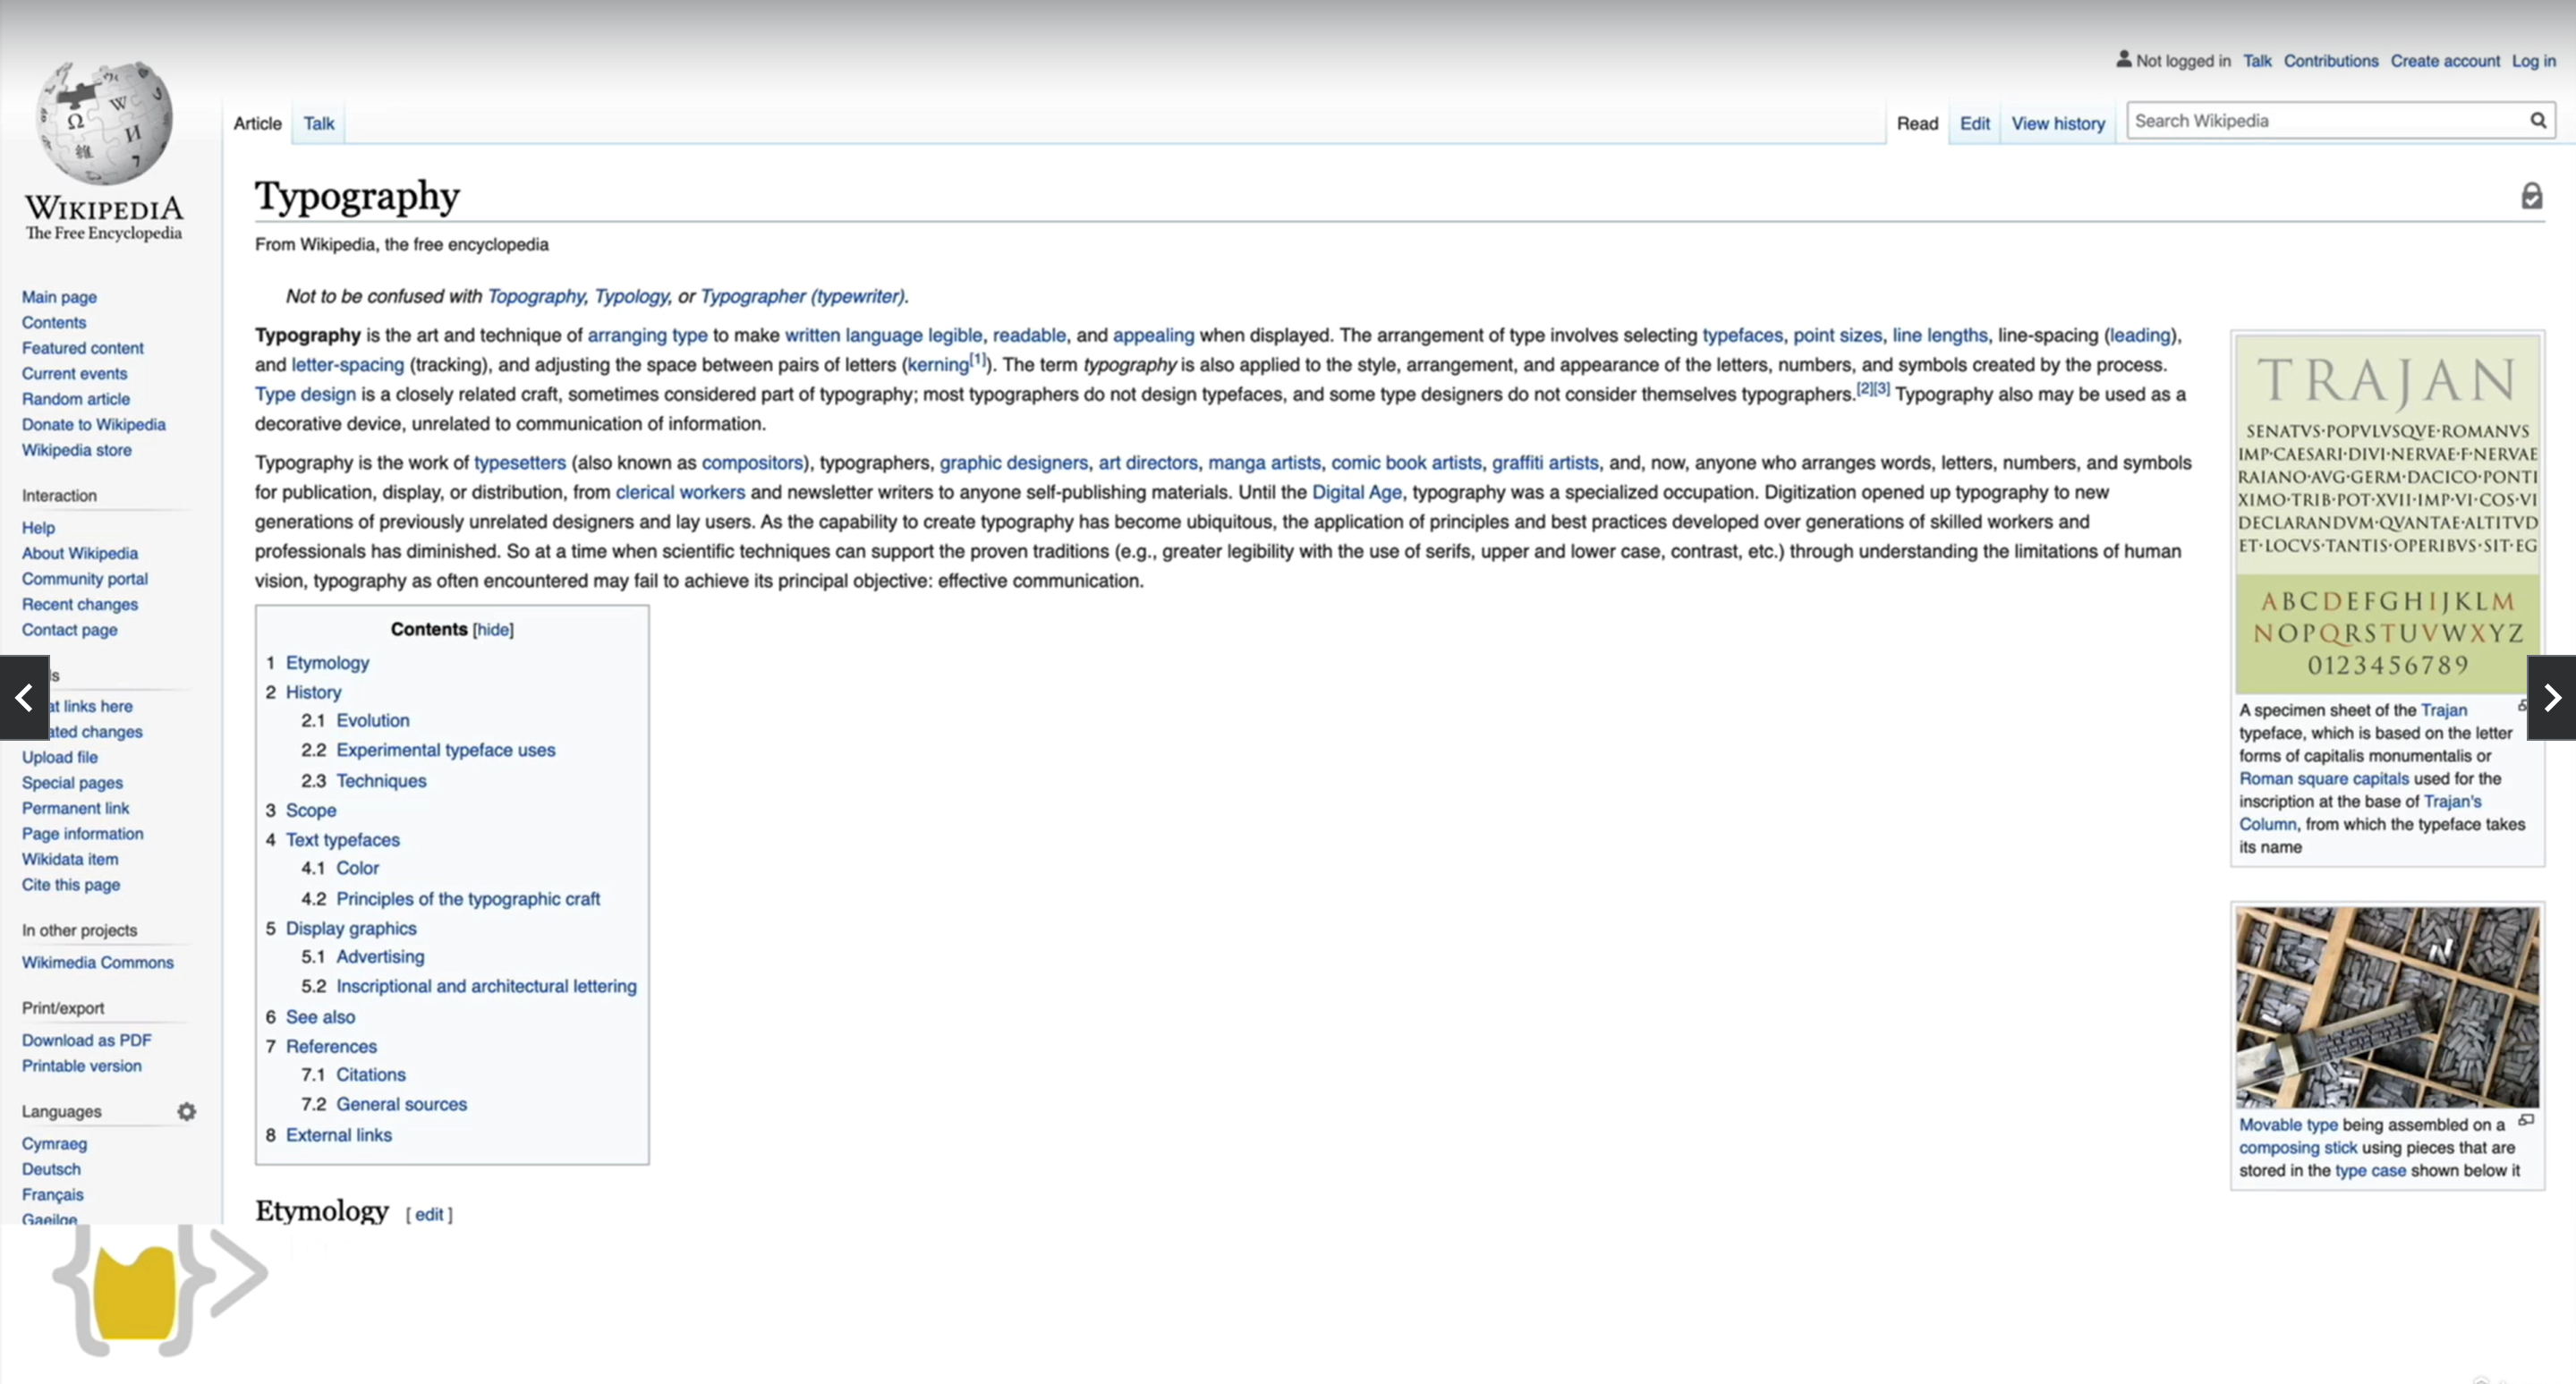 Not logged in Talk Contributions Create account Log in
Article Talk
Read Edit View history Search Wikipedia
WIKIPEDIA
The Free Encyclopedia
Main page
Contents
Featured content
Current events
Random article
Donate to Wikipedia
Wikipedia store
Interaction
Help
About Wikipedia
Community portal
Recent changes
Contact page
at links here
Upload file
Special pages
Permanent link
Page information
Wikidata item
Cite this page
In other projects
Wikimedia Commons
Print/export
Download as PDF
Printable version
Languages
Cymraeg
Deutsch
Français
Gaeilge
Typography
From Wikipedia, the free encyclopedia
Not to be confused with Topography, Typology, or Typographer (typewriter).
Typography is the art and technique of arranging type to make written language legible, readable, and appealing when displayed. The arrangement of type involves selecting typefaces, point sizes, line lengths, line-spacing (leading),
and letter-spacing (tracking), and adjusting the space between pairs of letters (kerning[1]). The term typography is also applied to the style, arrangement, and appearance of the letters, numbers, and symbols created by the process.
Type design is a closely related craft, sometimes considered part of typography; most typographers do not design typefaces, and some type designers do not consider themselves typographers.[2][3] Typography also may be used as a
decorative device, unrelated to communication of information.
Typography is the work of typesetters (also known as compositors), typographers, graphic designers, art directors, manga artists, comic book artists, graffiti artists, and, now, anyone who arranges words, letters, numbers, and symbols
for publication, display, or distribution, from clerical workers and newsletter writers to anyone self-publishing materials. Until the Digital Age, typography was a specialized occupation. Digitization opened up typography to new
generations of previously unrelated designers and lay users. As the capability to create typography has become ubiquitous, the application of principles and best practices developed over generations of skilled workers and
professionals has diminished. So at a time when scientific techniques can support the proven traditions (e.g., greater legibility with the use of serifs, upper and lower case, contrast, etc.) through understanding the limitations of human
vision, typography as often encountered may fail to achieve its principal objective: effective communication.
Contents [hide]
1 Etymology
2 History
2.1 Evolution
2.2 Experimental typeface uses
2.3 Techniques
3 Scope
4 Text typefaces
4.1 Color
4.2 Principles of the typographic craft
5 Display graphics
5.1 Advertising
5.2 Inscriptional and architectural lettering
6 See also
7 References
7.1 Citations
7.2 General sources
8 External links
Etymology [ edit ]
TRAJAN
SENATVS·POPVLVSQVE·ROMANVS
IMP·CAESARI·DIVI·NERVAE·F·NERVAE
RAIANO·AVG·GERM·DACICO·PONTI
XIMO·TRIB·POT·XVII·IMP·VI·COS·VI
DECLARANDVM·QVANTAE·ALTITVD
ET·LOCVS·TANTIS·OPERIBVS·SIT·EG
ABCDEFGHIJKLM
NOPQRSTUVWXYZ
0123456789
A specimen sheet of the Trajan
typeface, which is based on the letter
forms of capitalis monumentalis or
Roman square capitals used for the
inscription at the base of Trajan's
Column, from which the typeface takes
its name
Movable type being assembled on a
composing stick using pieces that are
stored in the type case shown below it